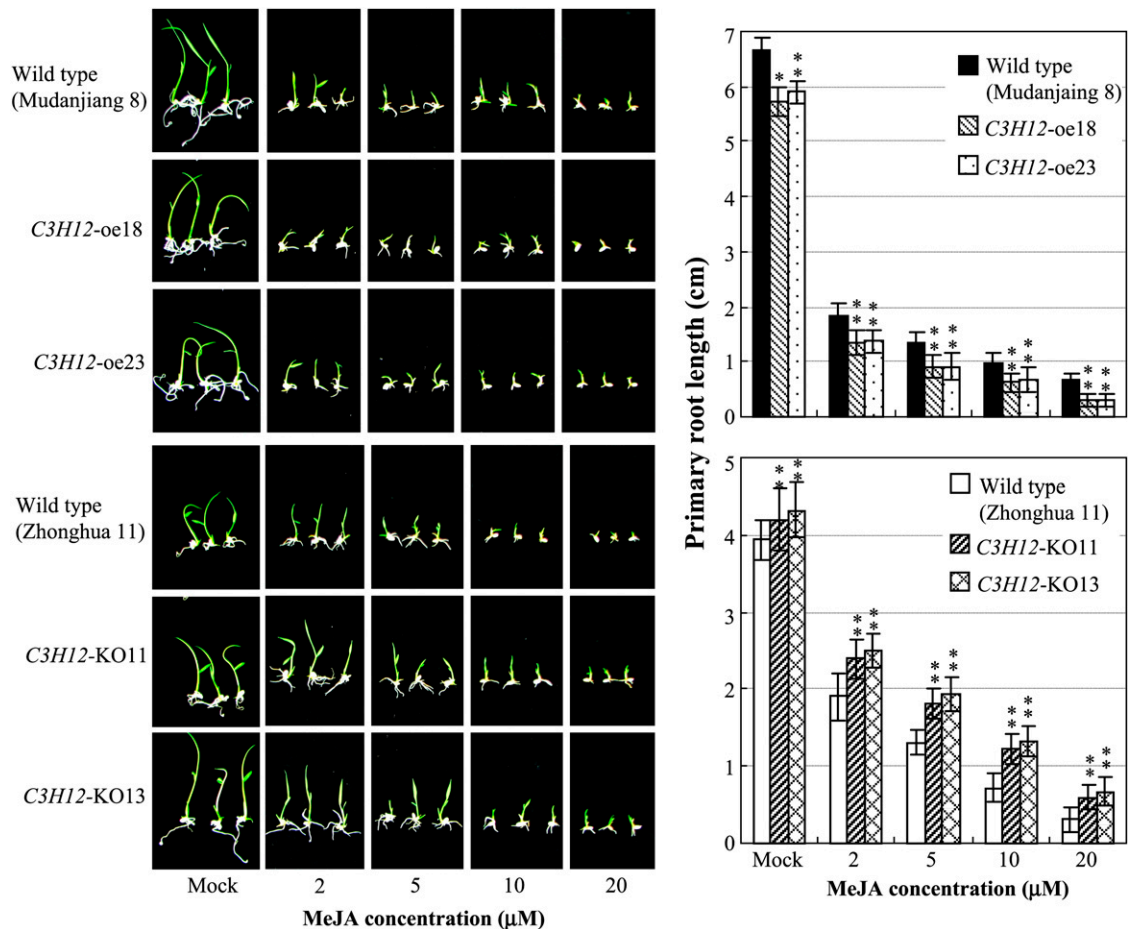 Wild type
(Mudanjiang 8)
C3H12-oe18
C3H12-oe23
Wild type
(Zhonghua 11)
C3H12-KO11
C3H12-KO13
Mock
2
5
10
20
MeJA concentration (μM)
Primary root length (cm)
7
6
5
4
3
2
1
0
Wild type
(Mudanjaing 8)
C3H12-oe18
C3H12-oe23
*
**
**
**
**
**
**
**
**
**
5
4
3
2
1
0
Wild type
(Zhonghua 11)
C3H12-KO11
C3H12-KO13
**
**
**
**
**
**
**
**
**
**
Mock
2
5
10
20
MeJA concentration (μM)